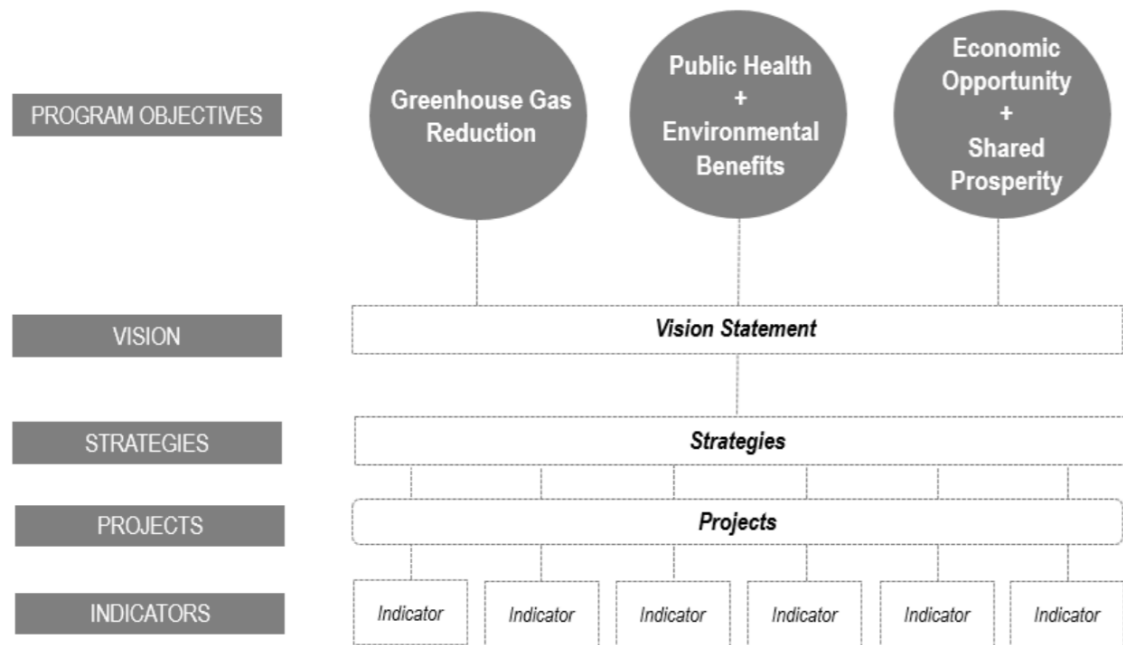 PROGRAM OBJECTIVES
Greenhouse Gas
Reduction
Public Health
+
Environmental
Benefits
Economic
Opportunity
+
Shared
Prosperity
VISION
Vision Statement
STRATEGIES
Strategies
PROJECTS
Projects
INDICATORS
Indicator
Indicator
Indicator
Indicator
Indicator
Indicator